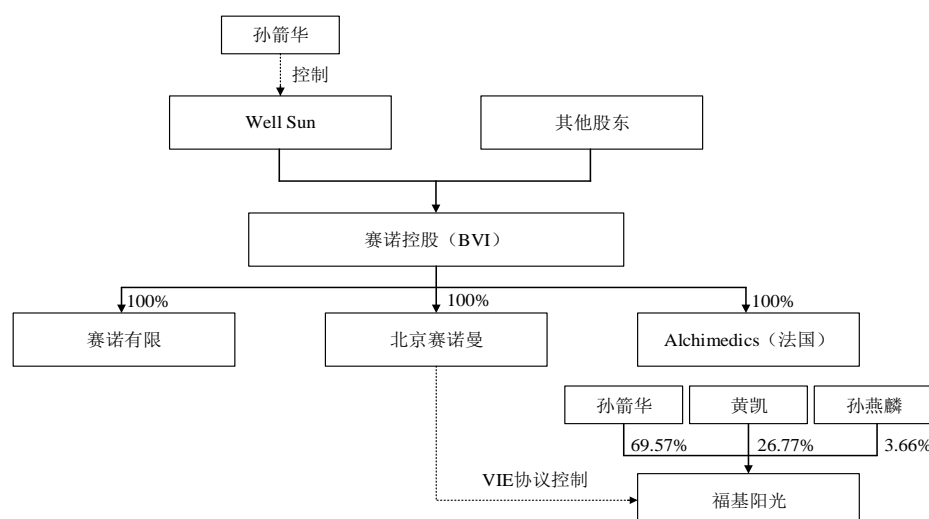 孙箭华
控制
Well Sun
其他股东
赛诺控股（BVI）
100%
100%
100%
赛诺有限
北京赛诺曼
Alchimedics（法国）
孙箭华
黄凯
孙燕麟
69.57%
26.77%
3.66%
VIE协议控制
福基阳光